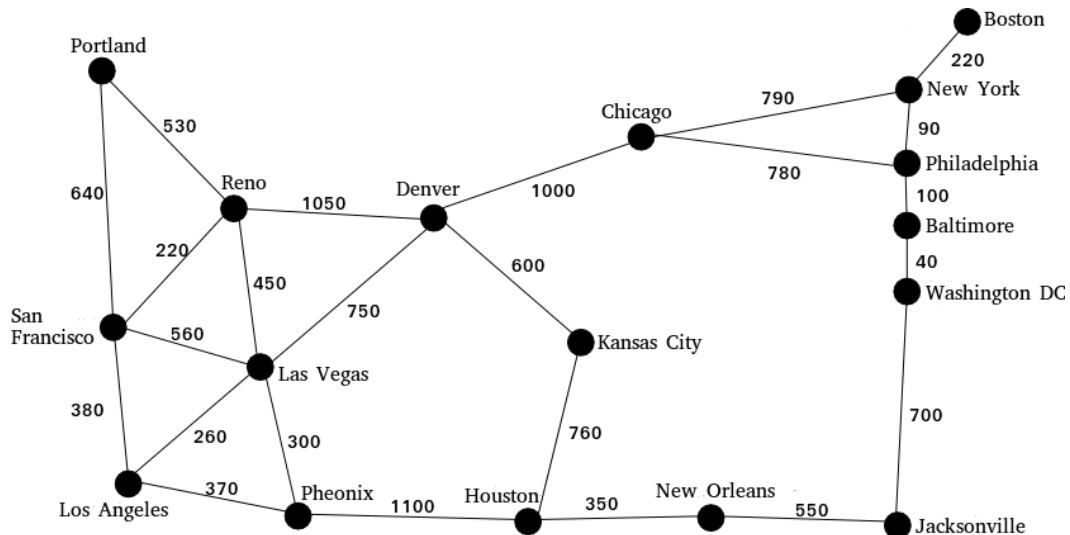 Boston
Portland
220
New York
790
Chicago
530
90
Philadelphia
Reno
Denver
1000
780
640
100
1050
Baltimore
220
600
40
450
Washington DC
750
San
Francisco
560
Kansas City
Las Vegas
380
700
260
300
760
370
Pheonix
Houston
New Orleans
Los Angeles
1100
350
550
Jacksonville